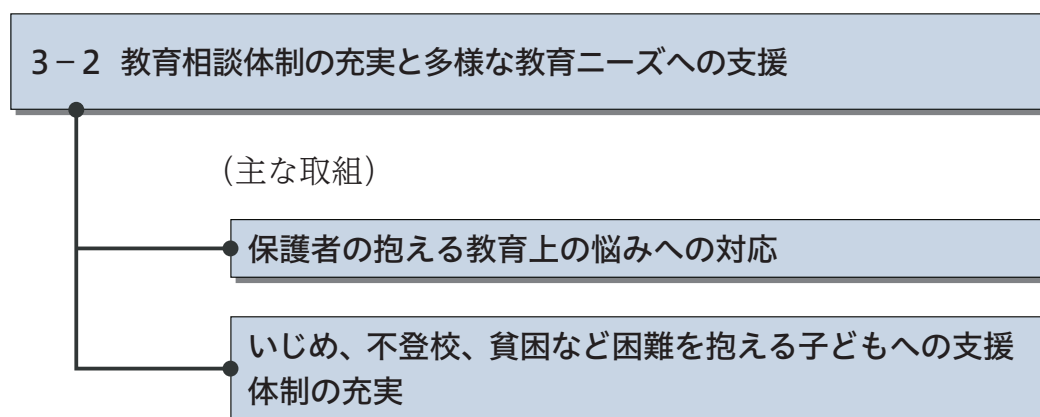 3－2 教育相談体制の充実と多様な教育ニーズへの支援
（主な取組）
保護者の抱える教育上の悩みへの対応
いじめ、不登校、貧困など困難を抱える子どもへの支援
体制の充実